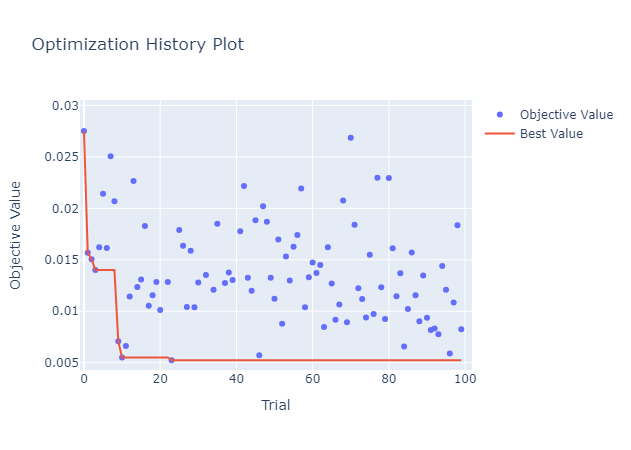 Optimization History Plot
0.03
0.025
0.02
0.015
0.01
0.005
Objective Value
0
20
40
60
80
100
Trial
Objective Value
Best Value